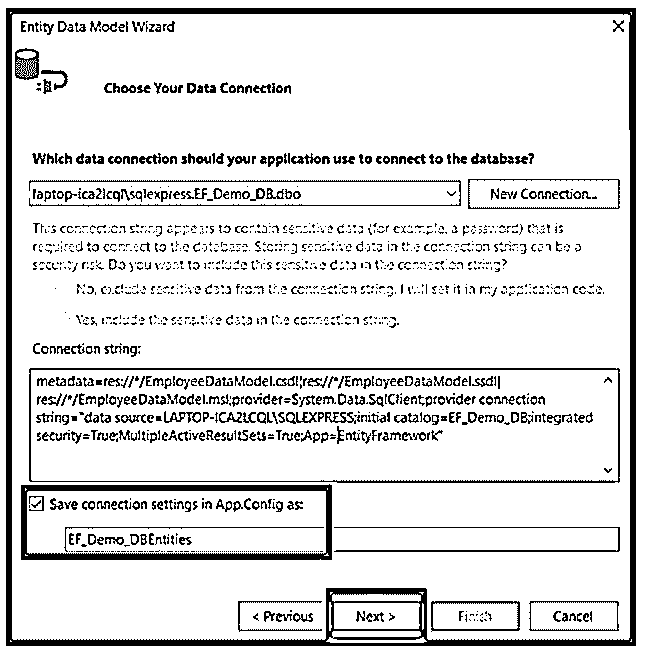 Entity Data Model Wizard
Choose Your Data Connection
Which data connection should your application use to connect to the database?
laptop-ica2lcql\sqlexpress.EF_Demo_DB.dbo
New Connection...
This connection string appears to contain sensitive data (for example, a password) that is
required to connect to the database. Storing sensitive data in the connection string can be a
security risk. Do you want to include this sensitive data in the connection string?
No, exclude sensitive data from the connection string. I will set it in my application code.
Yes, include the sensitive data in the connection string.
Connection string:
metadata=res://*/EmployeeDataModel.csdl|res://*/EmployeeDataModel.ssdl|
res://*/EmployeeDataModel.msl;provider=System.Data.SqlClient;provider connection
string="data source=LAPTOP-ICA2LCQL\SQLEXPRESS;initial catalog=EF_Demo_DB;integrated
security=True;MultipleActiveResultSets=True;App=EntityFramework"
Save connection settings in App.Config as:
EF_Demo_DBEntities
< Previous
Next >
Finish
Cancel